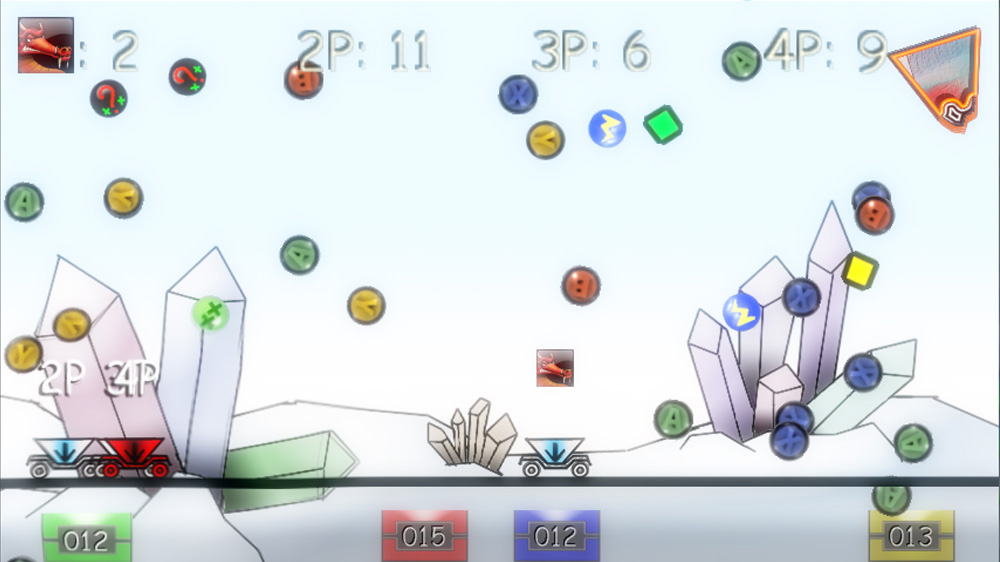 : 2 2P: 11 3P: 6 4P: 9
? ? B X A
Y
A Y X B
A
Y B X
Y
Y X
2P 4P
A X
X A
A
012 015 012 013